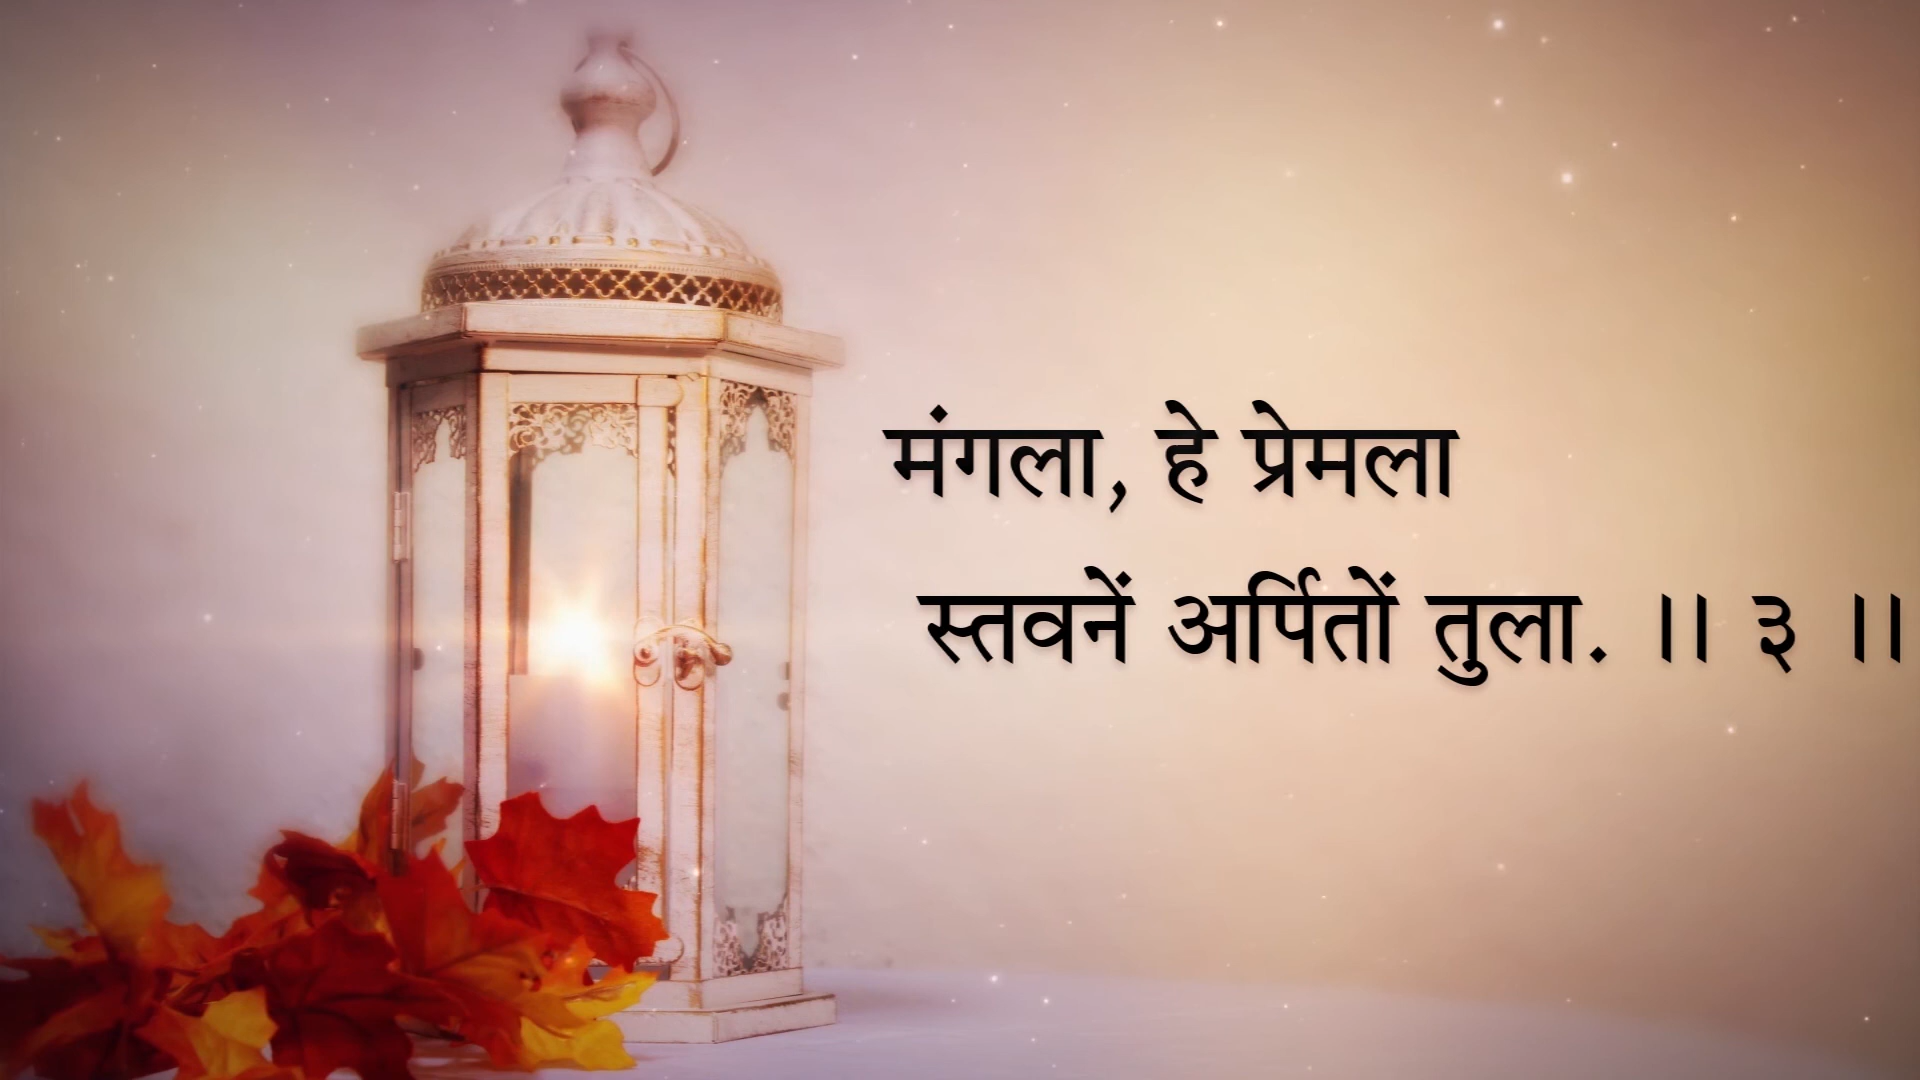 मंगला, हे प्रेमला
स्तवनें अर्पितों तुला. ।। ३ ।।